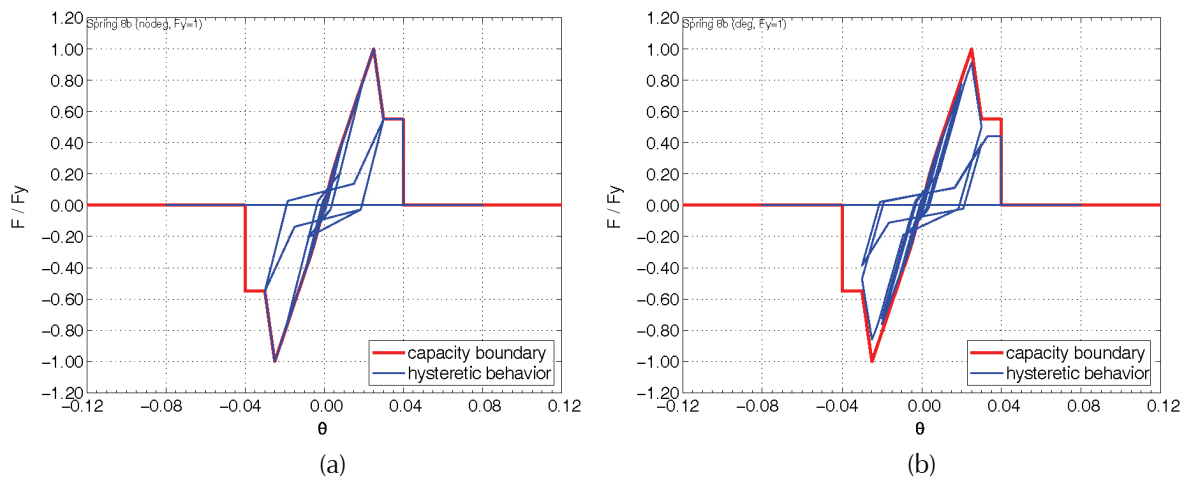 Spring 8b (nodeg, Fy=1)
1.20
1.00
0.80
0.60
0.40
0.20
0.00
−0.20
−0.40
−0.60
−0.80
−1.00
−1.20
F / Fy
capacity boundary
hysteretic behavior
−0.12 −0.08 −0.04 0.00 0.04 0.08 0.12
θ
(a)
Spring 8b (deg, Fy=1)
1.20
1.00
0.80
0.60
0.40
0.20
0.00
−0.20
−0.40
−0.60
−0.80
−1.00
−1.20
F / Fy
capacity boundary
hysteretic behavior
−0.12 −0.08 −0.04 0.00 0.04 0.08 0.12
θ
(b)